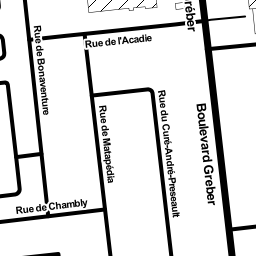 Gréber
Rue de l'Acadie
Rue de Bonaventure
Rue de Matapédia
Rue du Curé-André-Preseault
Boulevard Greber
Rue de Chambly